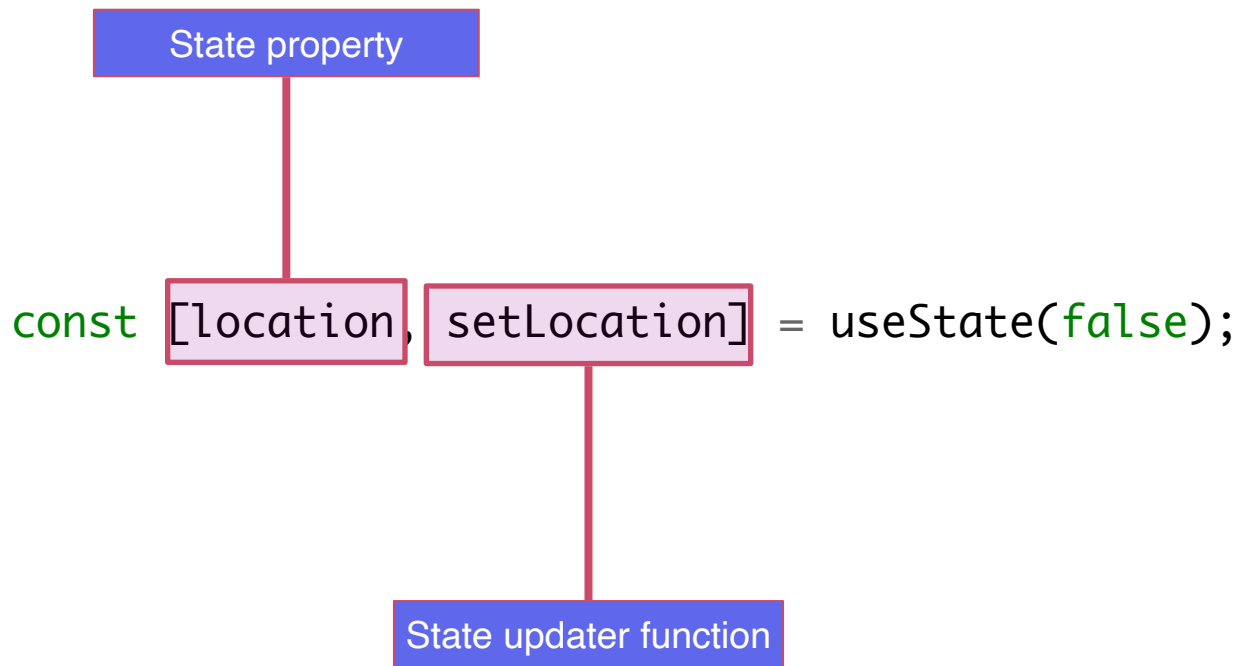 State property
const [location, setLocation] = useState(false);
State updater function